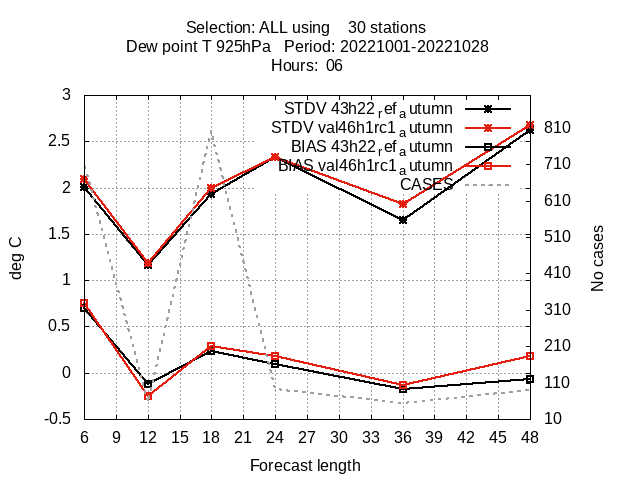 Selection: ALL using    30 stations
Dew point T 925hPa   Period: 20221001-20221028
Hours:  06
STDV 43h22_ref_autumn
STDV val46h1rc1_autumn
BIAS 43h22_ref_autumn
BIAS val46h1rc1_autumn
CASES
3
2.5
2
1.5
1
0.5
0
-0.5
deg C
810
710
610
510
410
310
210
110
10
No cases
6 9 12 15 18 21 24 27 30 33 36 39 42 45 48
Forecast length